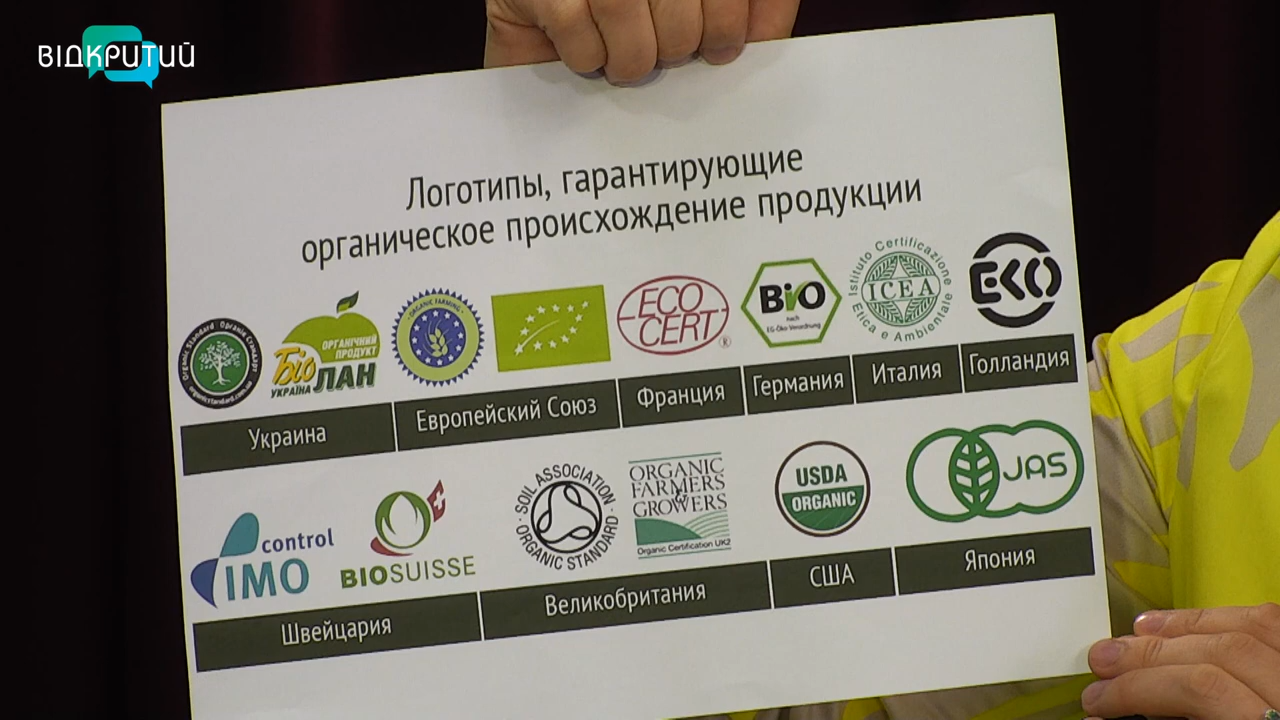 ВІДКРИТИЙ
Логотипы, гарантирующие
органическое происхождение продукции
Organic Standard · Органік Стандарт
organicstandard.com.ua
Біо
ОРГАНІЧНИЙ
ПРОДУКТ
ЛАН
УКРАЇНА
ORGANIC FARMING
ECO
CERT
®
Bio
nach
EG-Öko-Verordnung
Istituto Certificazione
ICEA
Etica e Ambientale
EKO
Украина
Европейский Союз
Франция
Германия
Италия
Голландия
control
IMO
BIOSUISSE
SOIL ASSOCIATION
ORGANIC STANDARD
ORGANIC
FARMERS
&
GROWERS
Organic Certification UK2
USDA
ORGANIC
JAS
Швейцария
Великобритания
США
Япония